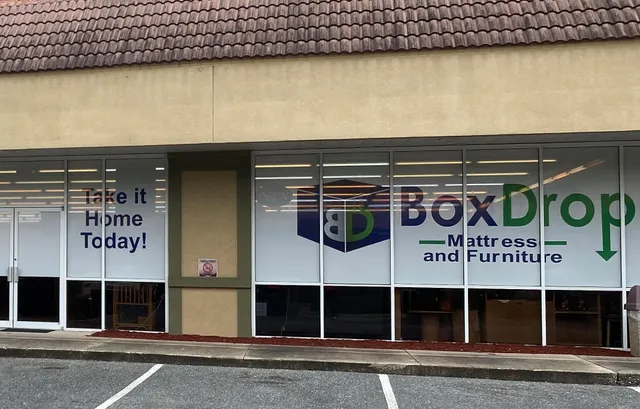 Take it
Home
Today!
BD
BoxDrop
Mattress
and Furniture